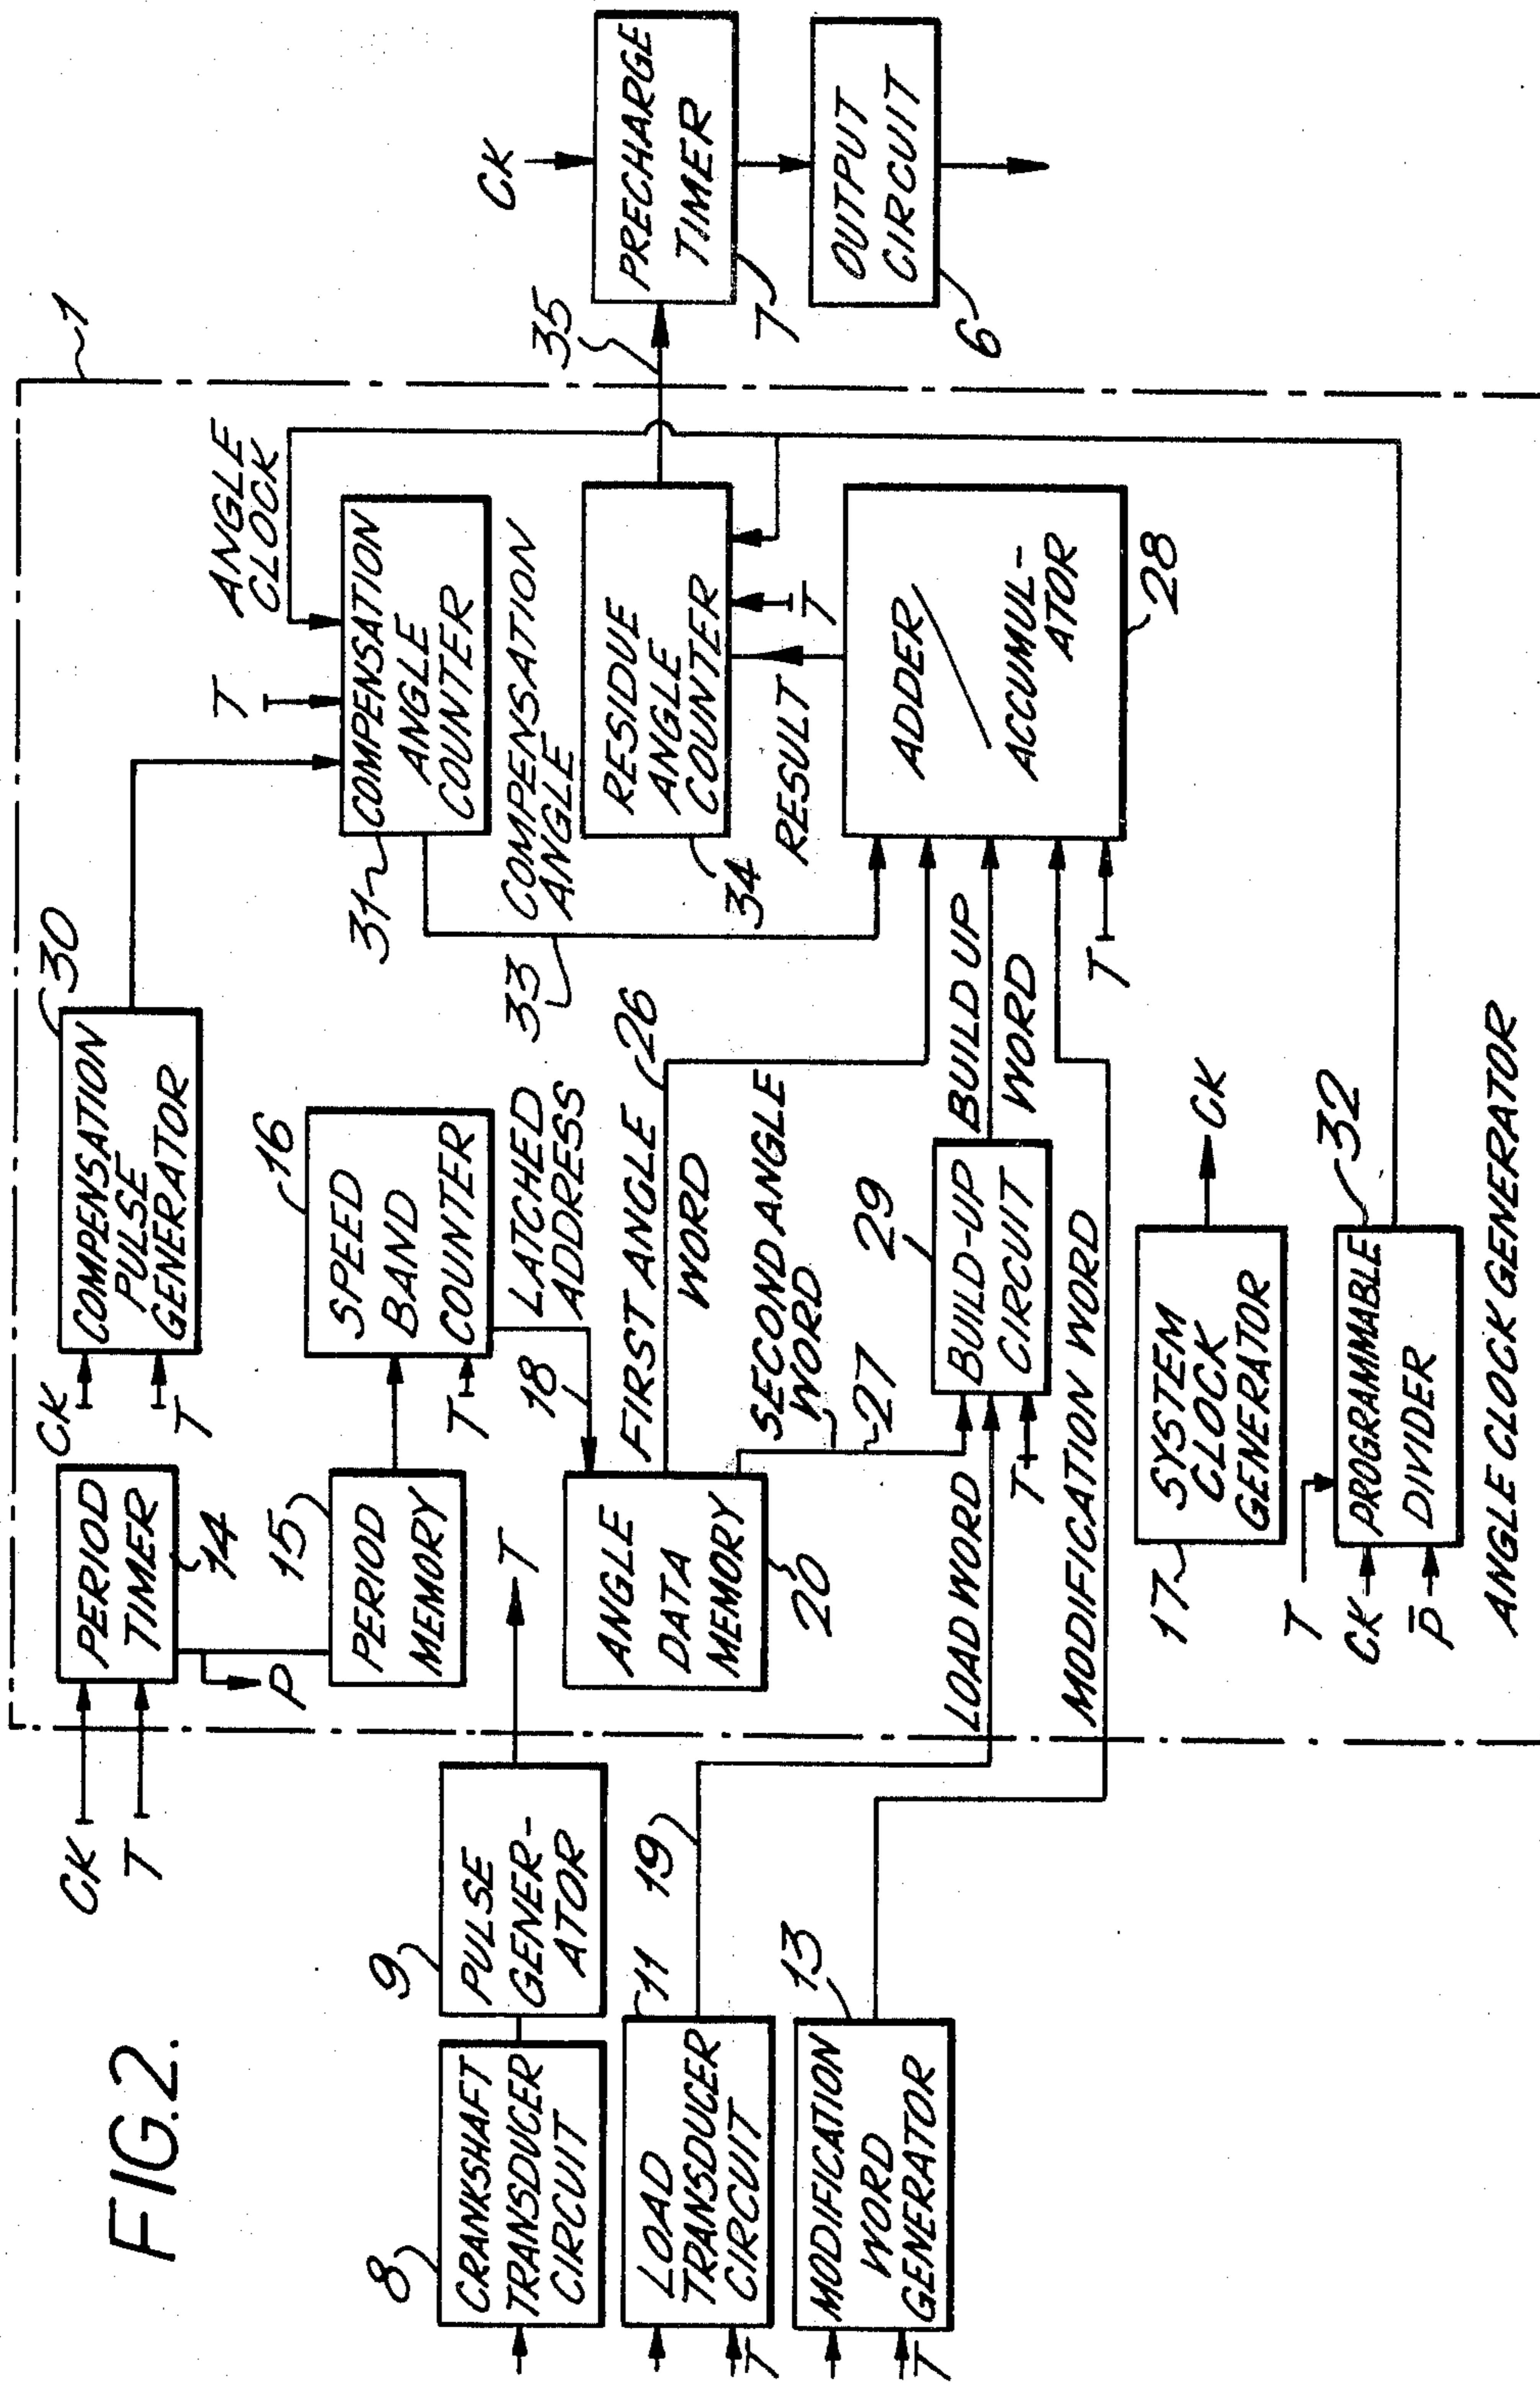 FIG.2.
8
CRANKSHAFT
TRANSDUCER
CIRCUIT
9
PULSE
GENER-
ATOR
T
11
LOAD
TRANSDUCER
CIRCUIT
T
19
LOAD WORD
13
MODIFICATION
WORD
GENERATOR
T
MODIFICATION WORD
1
CK
T
PERIOD
TIMER
14
P
15
PERIOD
MEMORY
16
SPEED
BAND
COUNTER
T
LATCHED
ADDRESS
18
ANGLE
DATA
MEMORY
20
FIRST ANGLE
WORD
26
SECOND ANGLE
WORD
27
29
BUILD-UP
CIRCUIT
T
BUILD UP
WORD
CK
T
COMPENSATION
PULSE
GENERATOR
30
T
ANGLE
CLOCK
31
COMPENSATION
ANGLE
COUNTER
33
COMPENSATION
ANGLE
RESIDUE
ANGLE
COUNTER
34
T
RESULT
ADDER/
ACCUMUL-
ATOR
28
T
35
CK
PRECHARGE
TIMER
7
OUTPUT
CIRCUIT
6
17
SYSTEM
CLOCK
GENERATOR
CK
T
CK
P̄
PROGRAMMABLE
DIVIDER
32
ANGLE CLOCK GENERATOR